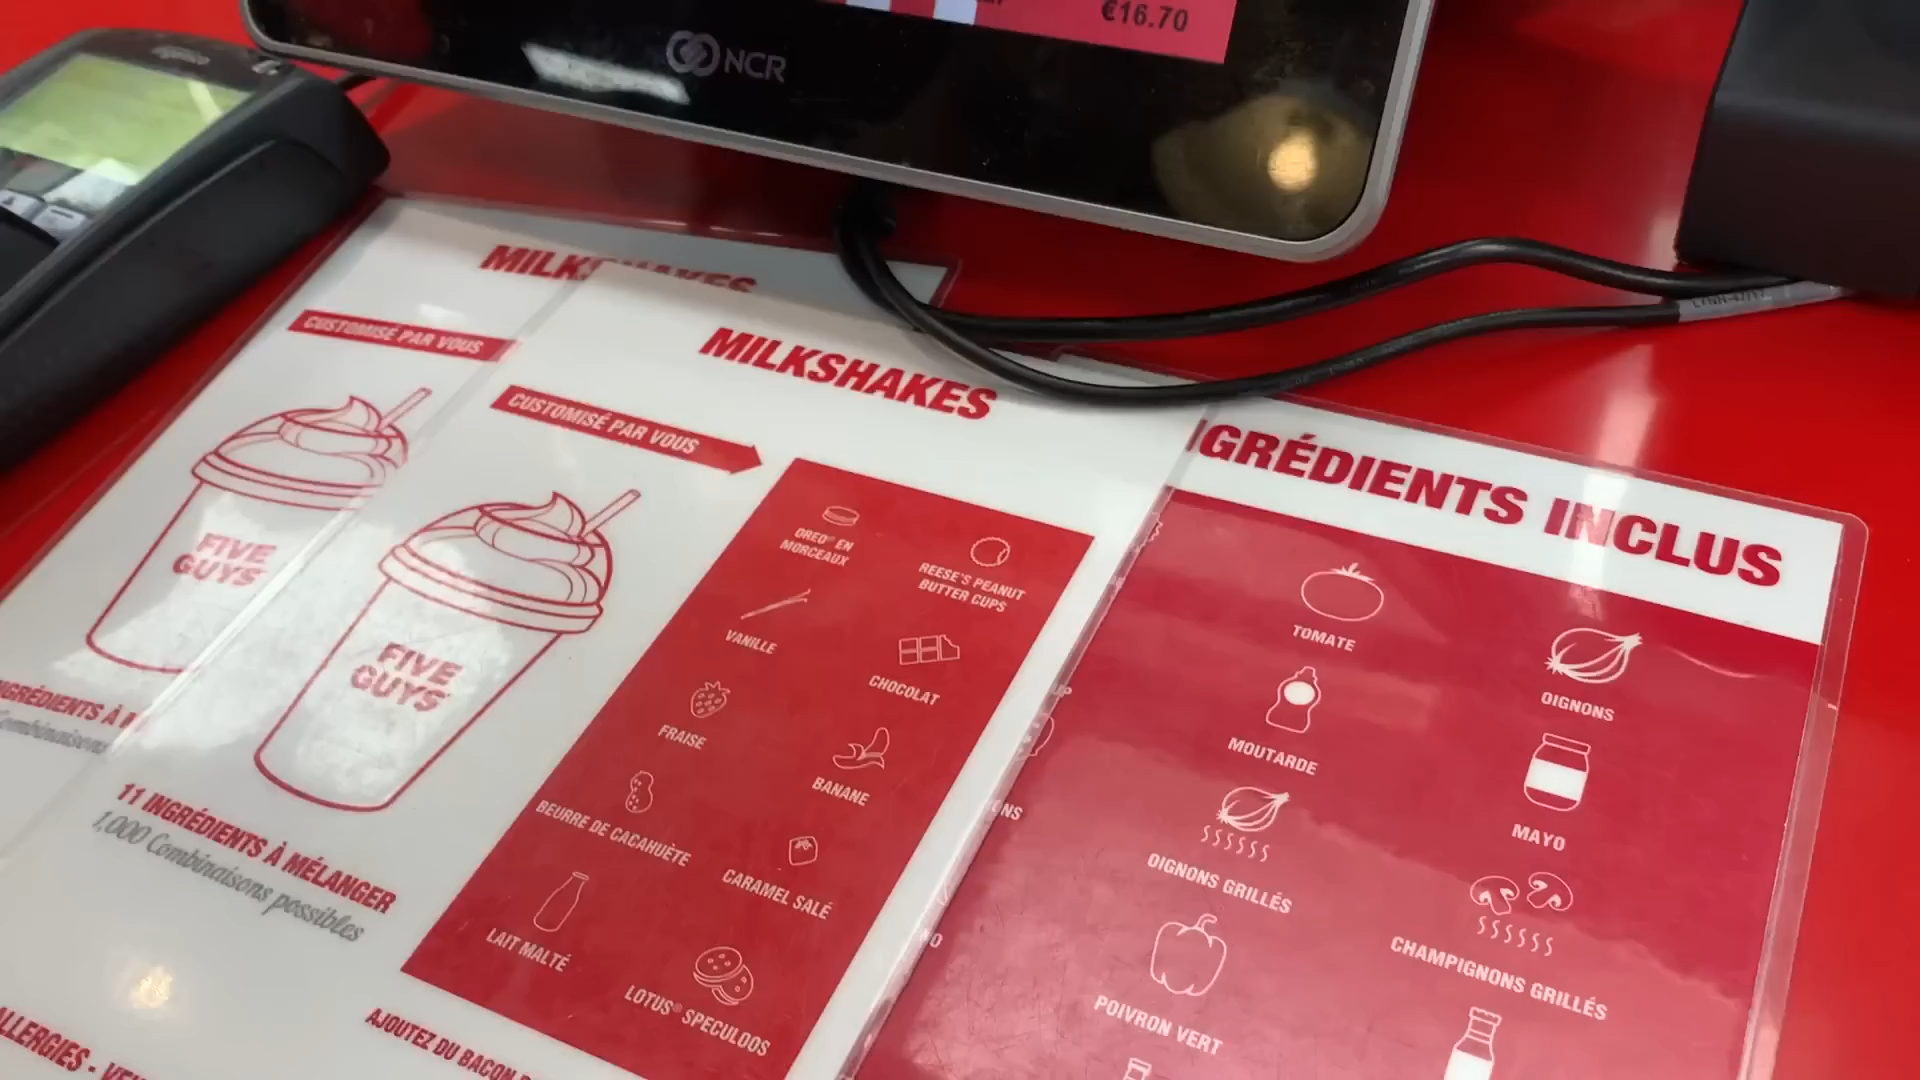 €16.70
NCR
ingenico
MILKSHAKES
CUSTOMISÉ PAR VOUS
FIVE
GUYS
MILKSHAKES
CUSTOMISÉ PAR VOUS
FIVE
GUYS
11 INGRÉDIENTS À MÉLANGER
1,000 Combinaisons possibles
OREO® EN
MORCEAUX
REESE'S PEANUT
BUTTER CUPS
VANILLE
CHOCOLAT
FRAISE
BANANE
BEURRE DE CACAHUÈTE
CARAMEL SALÉ
LAIT MALTÉ
LOTUS® SPECULOOS
AJOUTEZ DU BACON
ALLERGIES -
NGRÉDIENTS À
Combinaisons
GRÉDIENTS INCLUS
TOMATE
OIGNONS
MOUTARDE
MAYO
OIGNONS GRILLÉS
CHAMPIGNONS GRILLÉS
POIVRON VERT